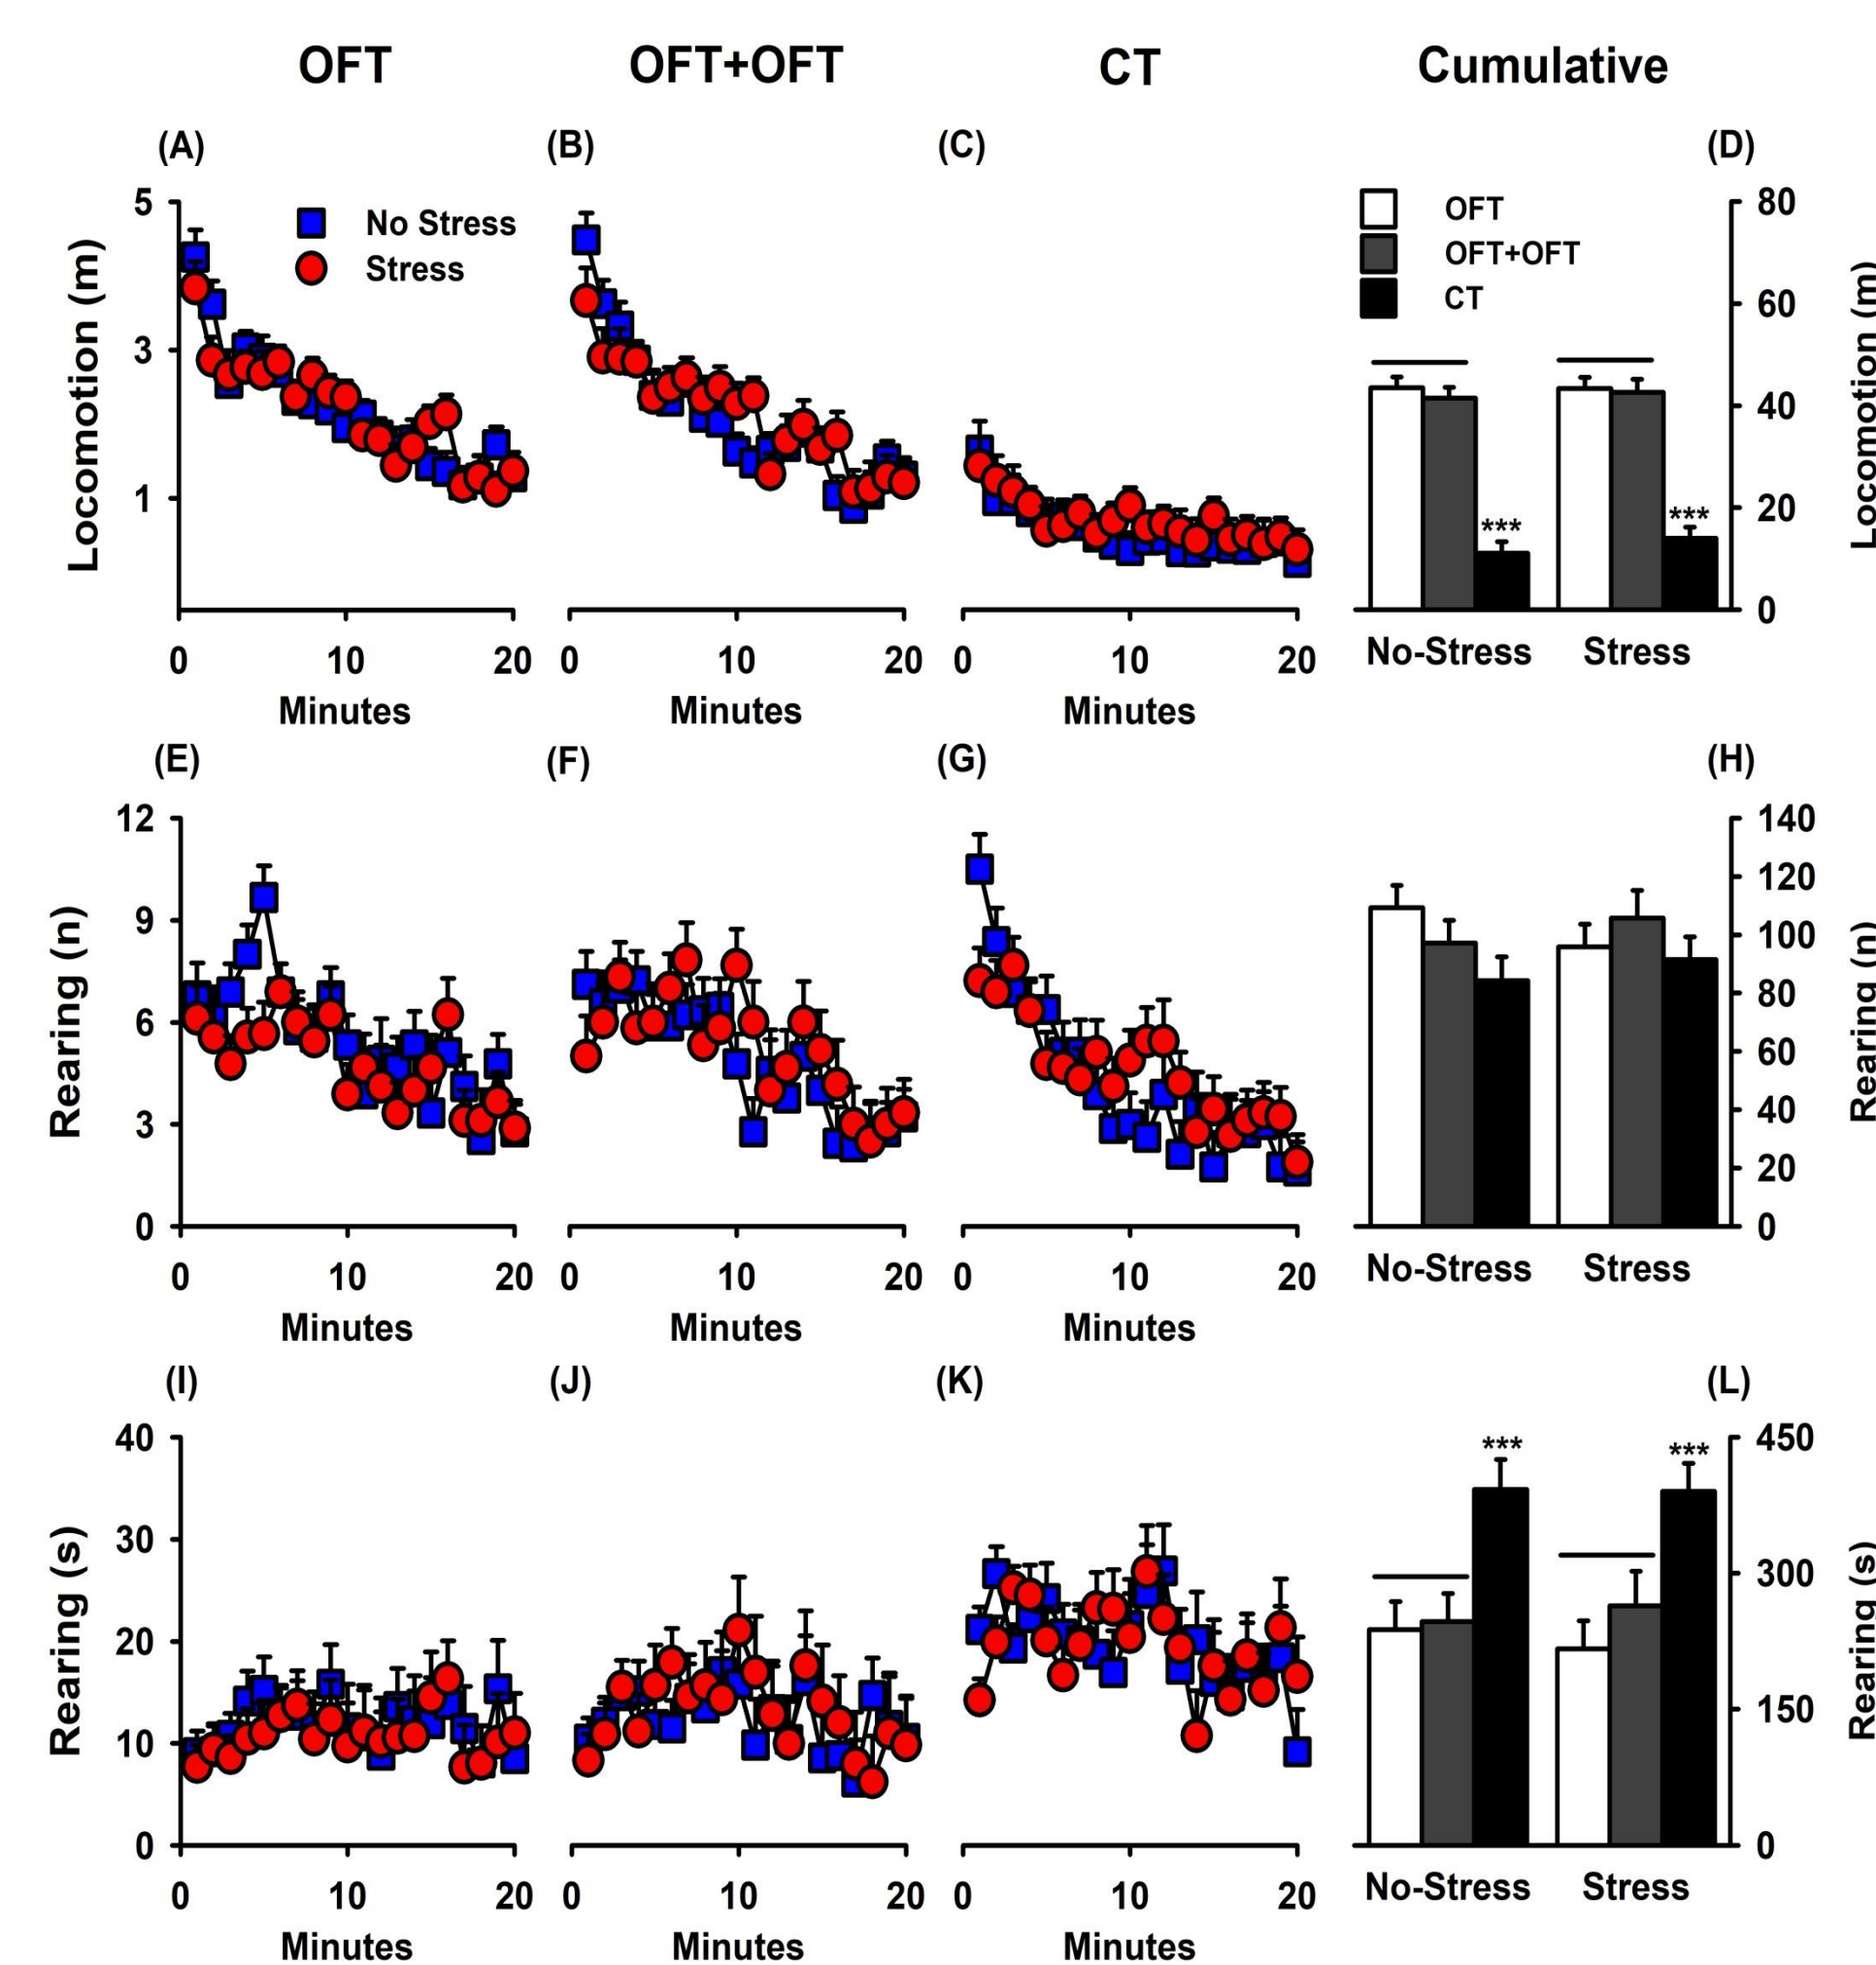 OFT OFT+OFT CT Cumulative
(A) (B) (C) (D)
5 No Stress OFT 80
Stress OFT+OFT
CT 60
3
40
1 *** *** 20
0
Locomotion (m) Locomotion (m)
0 10 20 0 10 20 0 10 20 No-Stress Stress
Minutes Minutes Minutes
(E) (F) (G) (H)
12 140
120
9 100
80
6 60
3 40
20
0 0
Rearing (n) Rearing (n)
0 10 20 0 10 20 0 10 20 No-Stress Stress
Minutes Minutes Minutes
(I) (J) (K) (L)
40 *** *** 450
30 300
20
10 150
0 0
Rearing (s) Rearing (s)
0 10 20 0 10 20 0 10 20 No-Stress Stress
Minutes Minutes Minutes